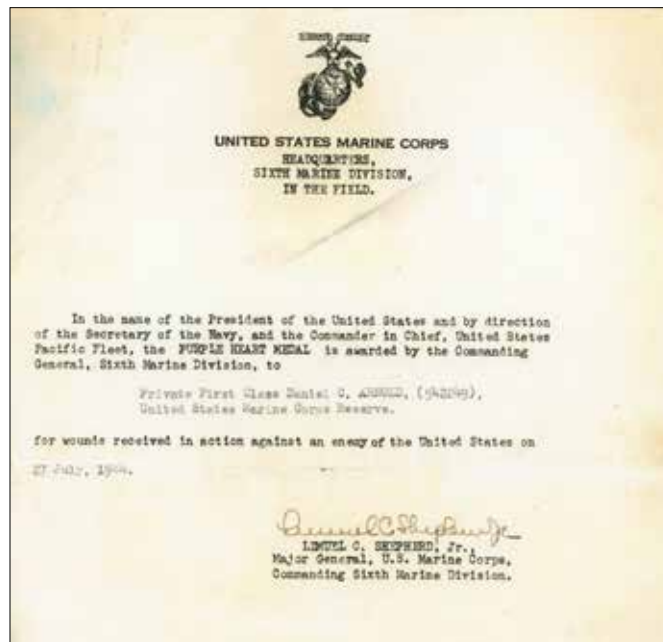 UNITED STATES MARINE CORPS
HEADQUARTERS,
SIXTH MARINE DIVISION,
IN THE FIELD.
In the name of the President of the United States and by direction
of the Secretary of the Navy, and the Commander in Chief, United States
Pacific Fleet, the PURPLE HEART MEDAL is awarded by the Commanding
General, Sixth Marine Division, to
Private First Class Daniel C.
United States Marine Corps Reserve.
for wounds received in action against an enemy of the United States on
27 July, 1944.
Lemuel C. Shepherd Jr
LEMUEL C. SHEPHERD, Jr.,
Major General, U.S. Marine Corps,
Commanding Sixth Marine Division.